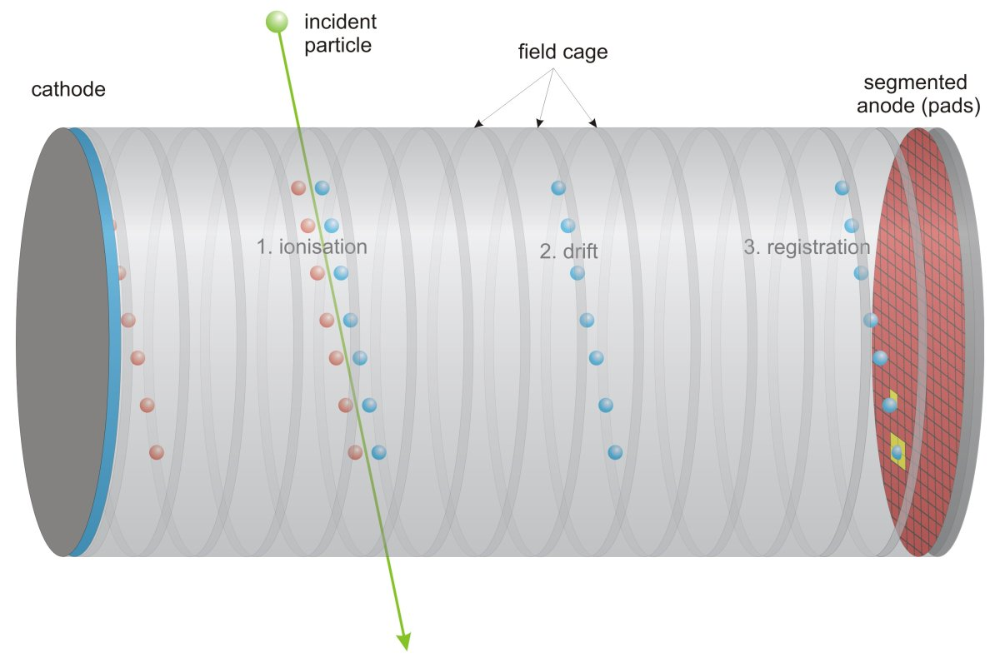 incident
particle
field cage
cathode
segmented
anode (pads)
1. ionisation
2. drift
3. registration